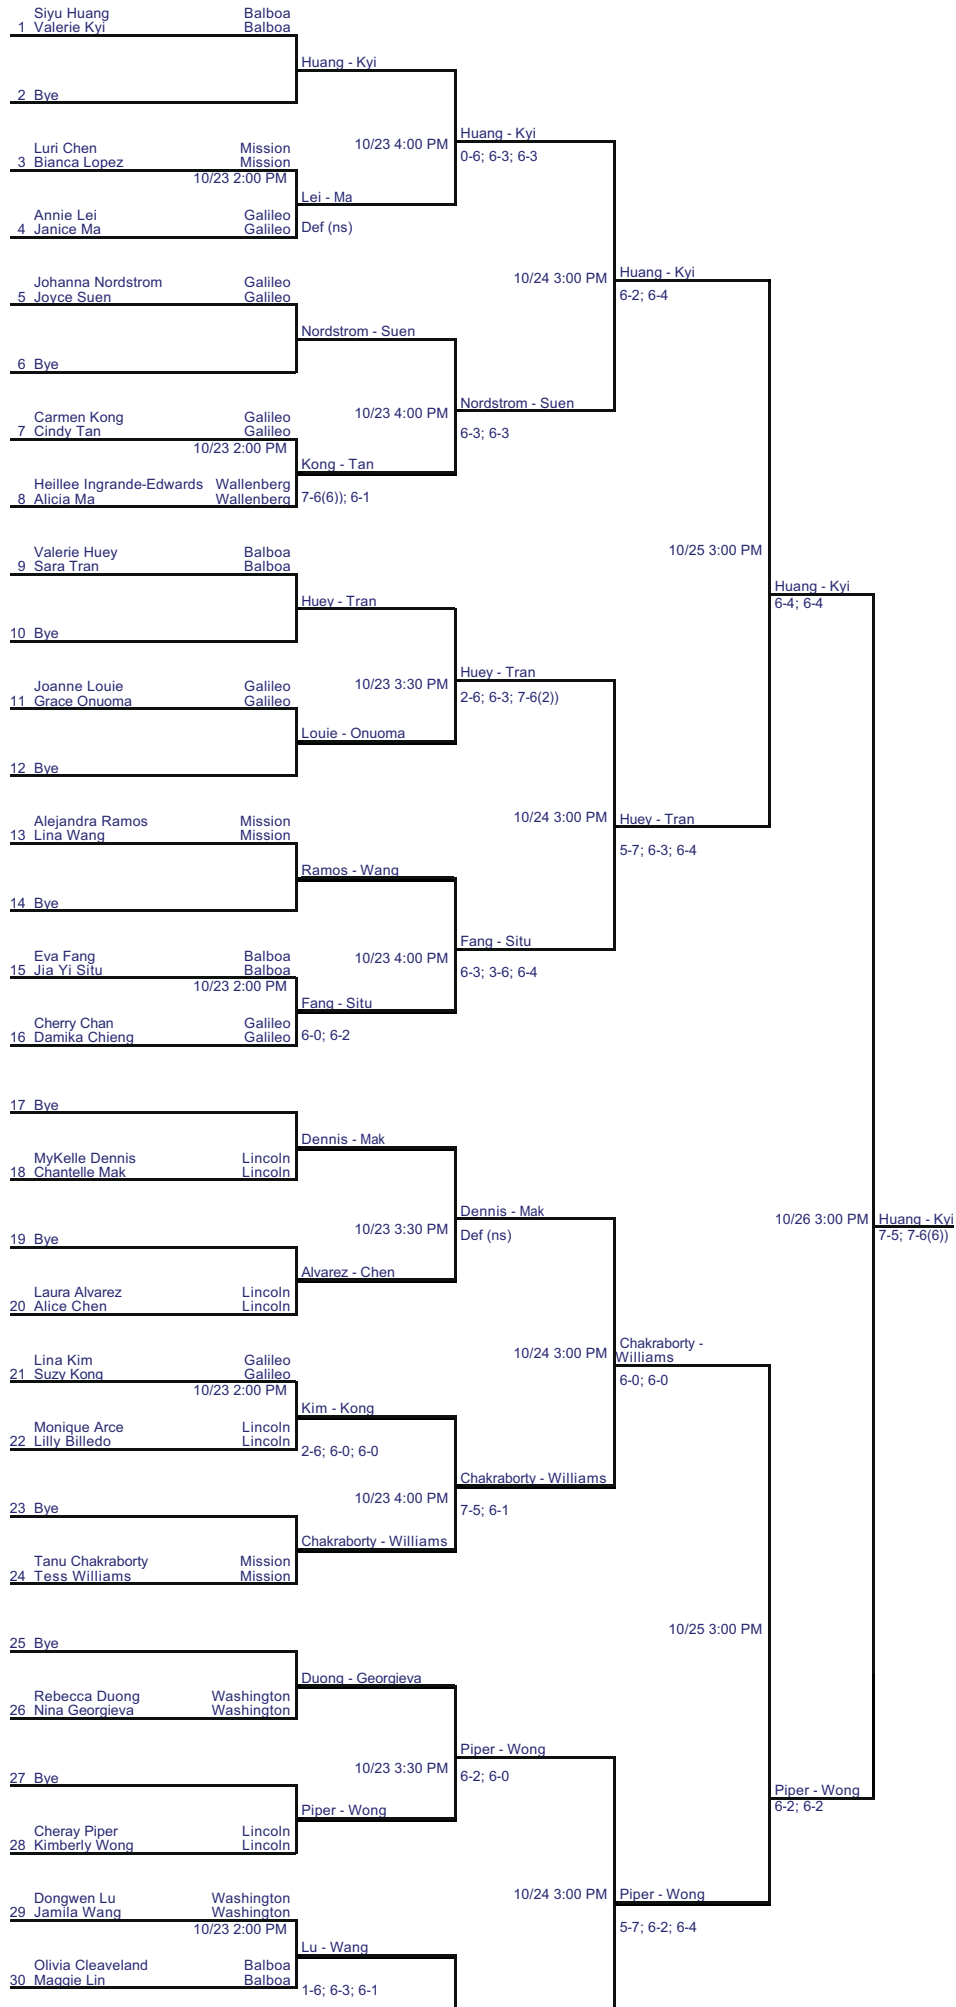 Siyu Huang Balboa
1 Valerie Kyi Balboa
Huang - Kyi
2 Bye
Huang - Kyi
10/23 4:00 PM
0-6; 6-3; 6-3
Luri Chen Mission
3 Bianca Lopez Mission
10/23 2:00 PM
Lei - Ma
Annie Lei Galileo
4 Janice Ma Galileo
Def (ns)
10/24 3:00 PM
Huang - Kyi
6-2; 6-4
Johanna Nordstrom Galileo
5 Joyce Suen Galileo
Nordstrom - Suen
6 Bye
Nordstrom - Suen
10/23 4:00 PM
6-3; 6-3
Carmen Kong Galileo
7 Cindy Tan Galileo
10/23 2:00 PM
Kong - Tan
Heillee Ingrande-Edwards Wallenberg
8 Alicia Ma Wallenberg
7-6(6)); 6-1
10/25 3:00 PM
Huang - Kyi
6-4; 6-4
Valerie Huey Balboa
9 Sara Tran Balboa
Huey - Tran
10 Bye
Huey - Tran
10/23 3:30 PM
2-6; 6-3; 7-6(2))
Joanne Louie Galileo
11 Grace Onuoma Galileo
Louie - Onuoma
12 Bye
10/24 3:00 PM
Huey - Tran
5-7; 6-3; 6-4
Alejandra Ramos Mission
13 Lina Wang Mission
Ramos - Wang
14 Bye
Fang - Situ
10/23 4:00 PM
6-3; 3-6; 6-4
Eva Fang Balboa
15 Jia Yi Situ Balboa
10/23 2:00 PM
Fang - Situ
Cherry Chan Galileo
16 Damika Chieng Galileo
6-0; 6-2
17 Bye
Dennis - Mak
MyKelle Dennis Lincoln
18 Chantelle Mak Lincoln
Dennis - Mak
10/23 3:30 PM
Def (ns)
10/26 3:00 PM
Huang - Kyi
7-5; 7-6(6))
19 Bye
Alvarez - Chen
Laura Alvarez Lincoln
20 Alice Chen Lincoln
10/24 3:00 PM
Chakraborty -
Williams
6-0; 6-0
Lina Kim Galileo
21 Suzy Kong Galileo
10/23 2:00 PM
Kim - Kong
Monique Arce Lincoln
22 Lilly Billedo Lincoln
2-6; 6-0; 6-0
Chakraborty - Williams
10/23 4:00 PM
7-5; 6-1
23 Bye
Chakraborty - Williams
Tanu Chakraborty Mission
24 Tess Williams Mission
10/25 3:00 PM
25 Bye
Duong - Georgieva
Rebecca Duong Washington
26 Nina Georgieva Washington
Piper - Wong
10/23 3:30 PM
6-2; 6-0
27 Bye
Piper - Wong
6-2; 6-2
Piper - Wong
Cheray Piper Lincoln
28 Kimberly Wong Lincoln
10/24 3:00 PM
Piper - Wong
5-7; 6-2; 6-4
Dongwen Lu Washington
29 Jamila Wang Washington
10/23 2:00 PM
Lu - Wang
Olivia Cleaveland Balboa
30 Maggie Lin Balboa
1-6; 6-3; 6-1